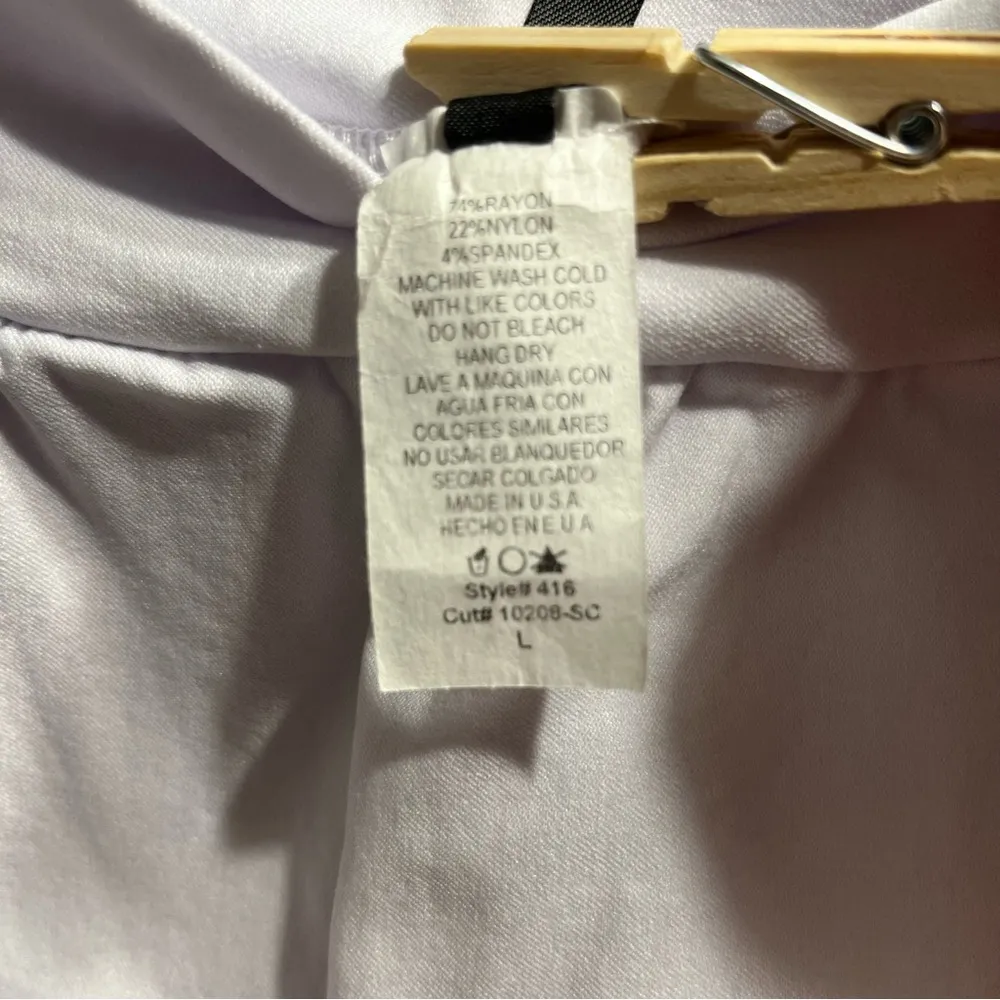 74%RAYON
22%NYLON
4%SPANDEX
MACHINE WASH COLD
WITH LIKE COLORS
DO NOT BLEACH
HANG DRY
LAVE A MAQUINA CON
AGUA FRIA CON
COLORES SIMILARES
NO USAR BLANQUEDOR
SECAR COLGADO
MADE IN U.S.A.
HECHO EN E U A
Style# 416
Cut# 10208-SC
L